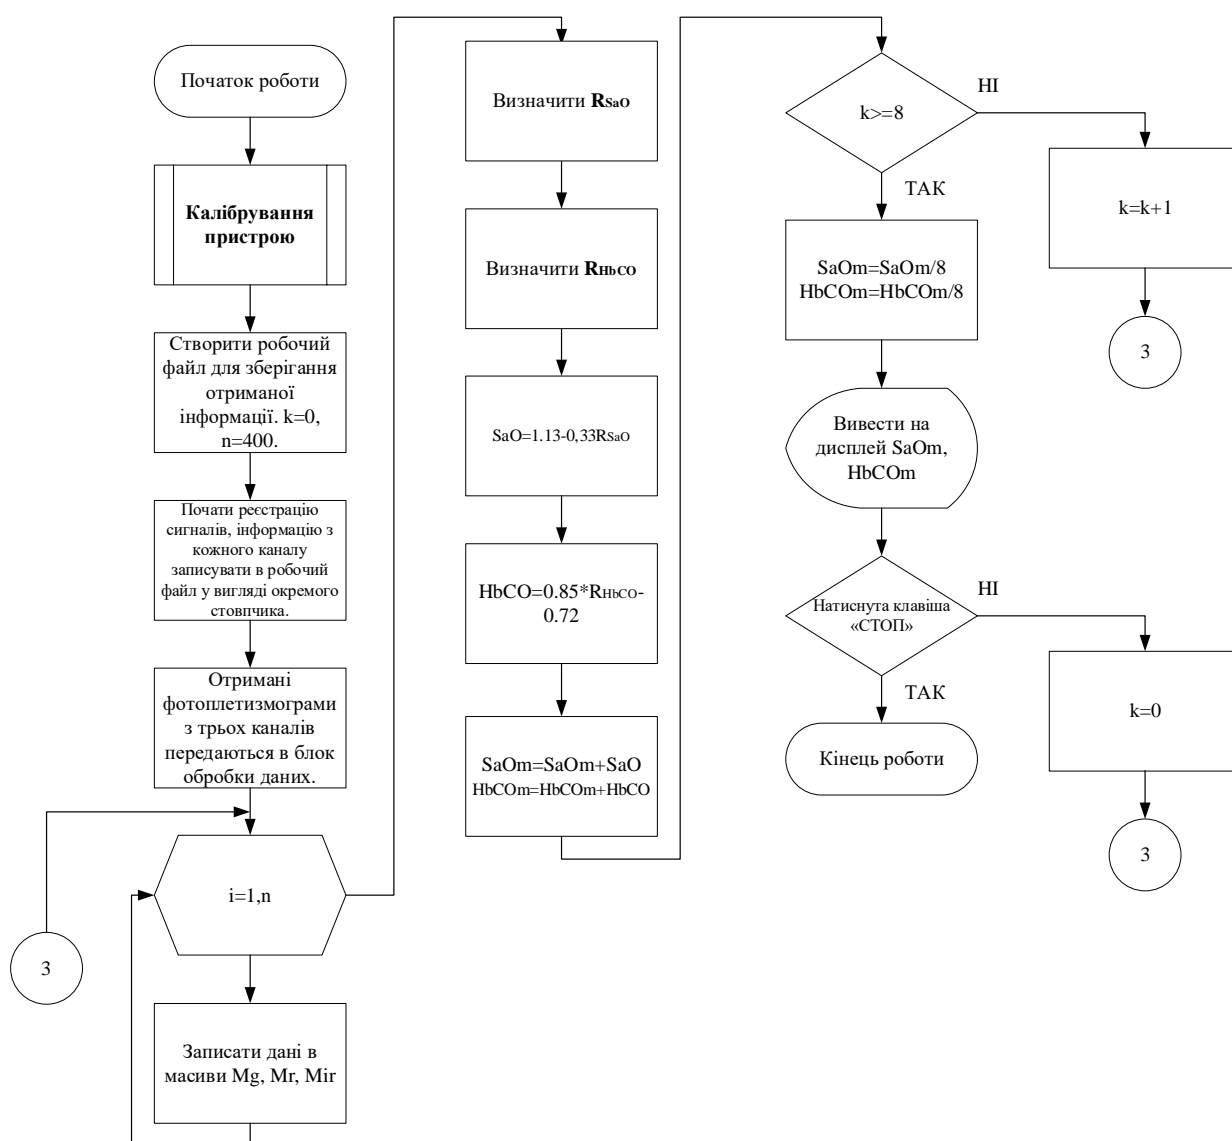 Початок роботи
Калібрування
пристрою
Створити робочий
файл для зберігання
отриманої
інформації. k=0,
n=400.
Почати реєстрацію
сигналів, інформацію з
кожного каналу
записувати в робочий
файл у вигляді окремого
стовпчика.
Отримані
фотоплетизмограми
з трьох каналів
передаються в блок
обробки даних.
i=1,n
3
Записати дані в
масиви Mg, Mr, Mir
Визначити RSaO
Визначити RHbCO
SaO=1.13-0,33RSaO
HbCO=0.85*RHbCO-
0.72
SaOm=SaOm+SaO
HbCOm=HbCOm+HbCO
k>=8
НІ
ТАК
k=k+1
3
SaOm=SaOm/8
HbCOm=HbCOm/8
Вивести на
дисплей SaOm,
HbCOm
Натиснута клавіша
«СТОП»
НІ
ТАК
k=0
3
Кінець роботи